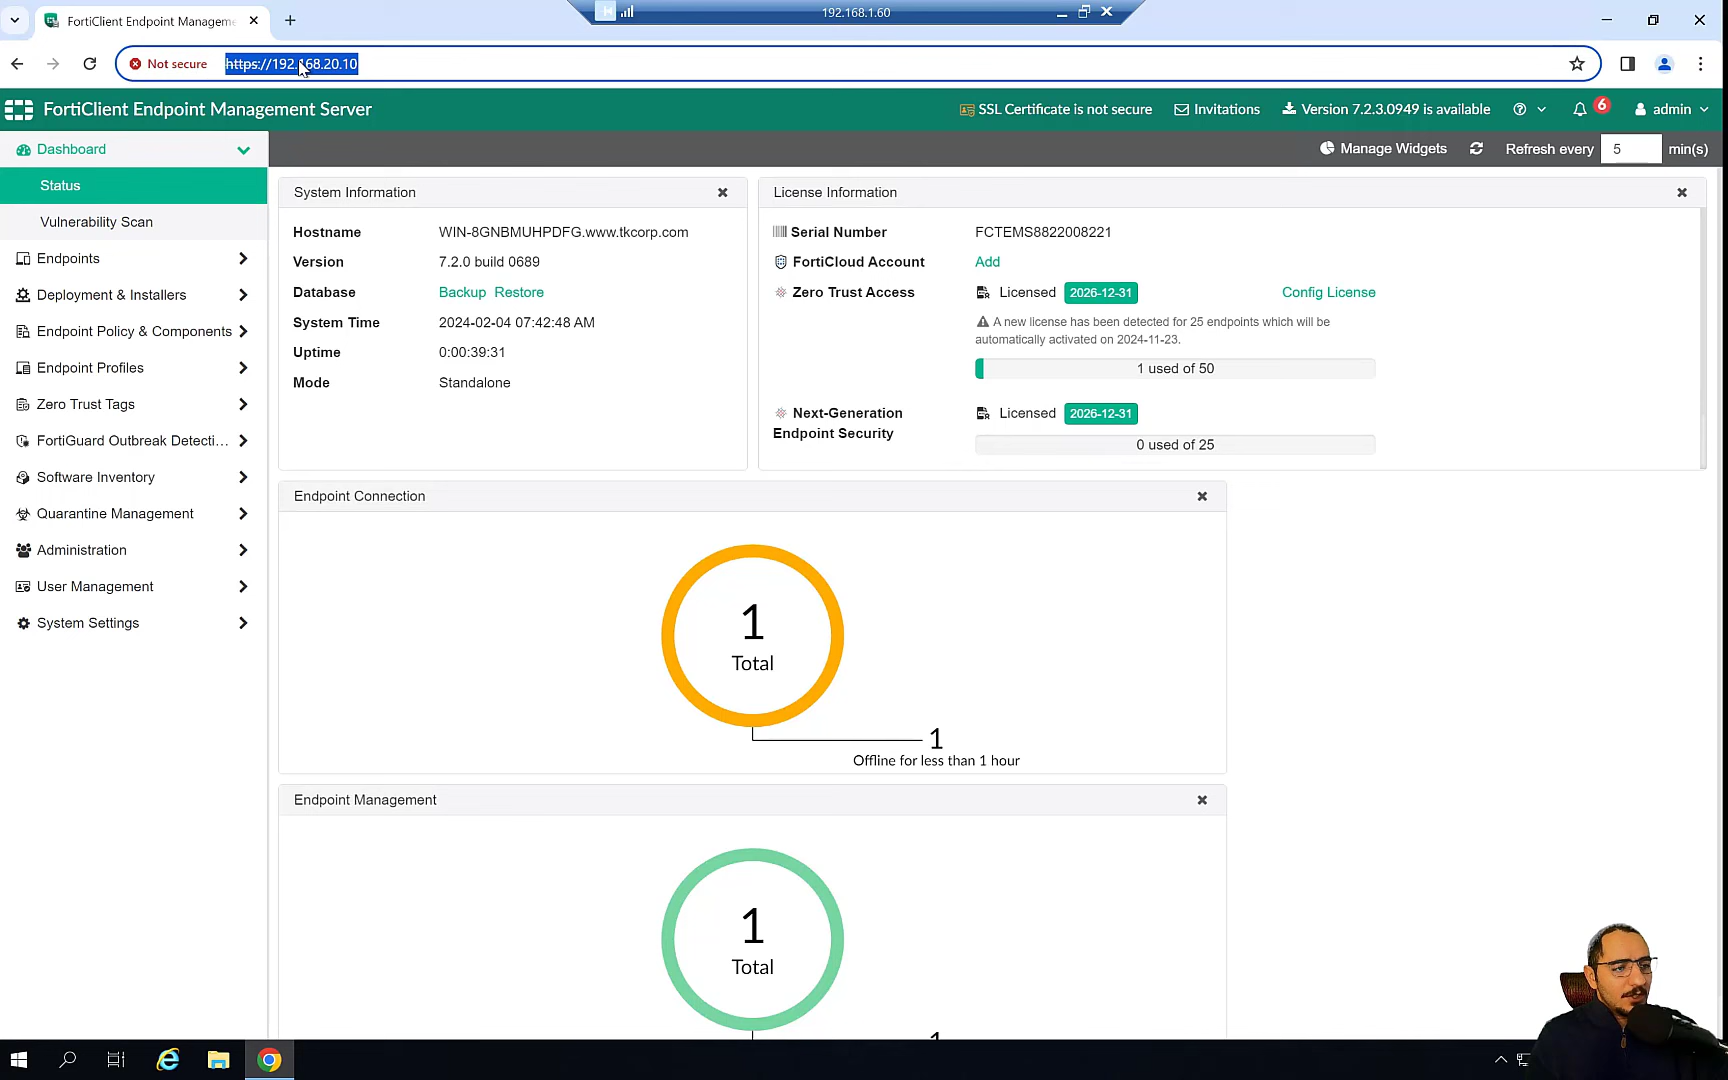 FortiClient Endpoint Manageme
192.168.1.60
Not secure
https://192.168.20.10
FortiClient Endpoint Management Server
SSL Certificate is not secure
Invitations
Version 7.2.3.0949 is available
6
admin
Dashboard
Manage Widgets
Refresh every
5
min(s)
Status
Vulnerability Scan
Endpoints
Deployment & Installers
Endpoint Policy & Components
Endpoint Profiles
Zero Trust Tags
FortiGuard Outbreak Detecti...
Software Inventory
Quarantine Management
Administration
User Management
System Settings
System Information
Hostname WIN-8GNBMUHPDFG.www.tkcorp.com
Version 7.2.0 build 0689
Database Backup Restore
System Time 2024-02-04 07:42:48 AM
Uptime 0:00:39:31
Mode Standalone
License Information
Serial Number FCTEMS8822008221
FortiCloud Account Add
Zero Trust Access Licensed 2026-12-31 Config License
A new license has been detected for 25 endpoints which will be
automatically activated on 2024-11-23.
1 used of 50
Next-Generation Licensed 2026-12-31
Endpoint Security
0 used of 25
Endpoint Connection
1
Total
1
Offline for less than 1 hour
Endpoint Management
1
Total